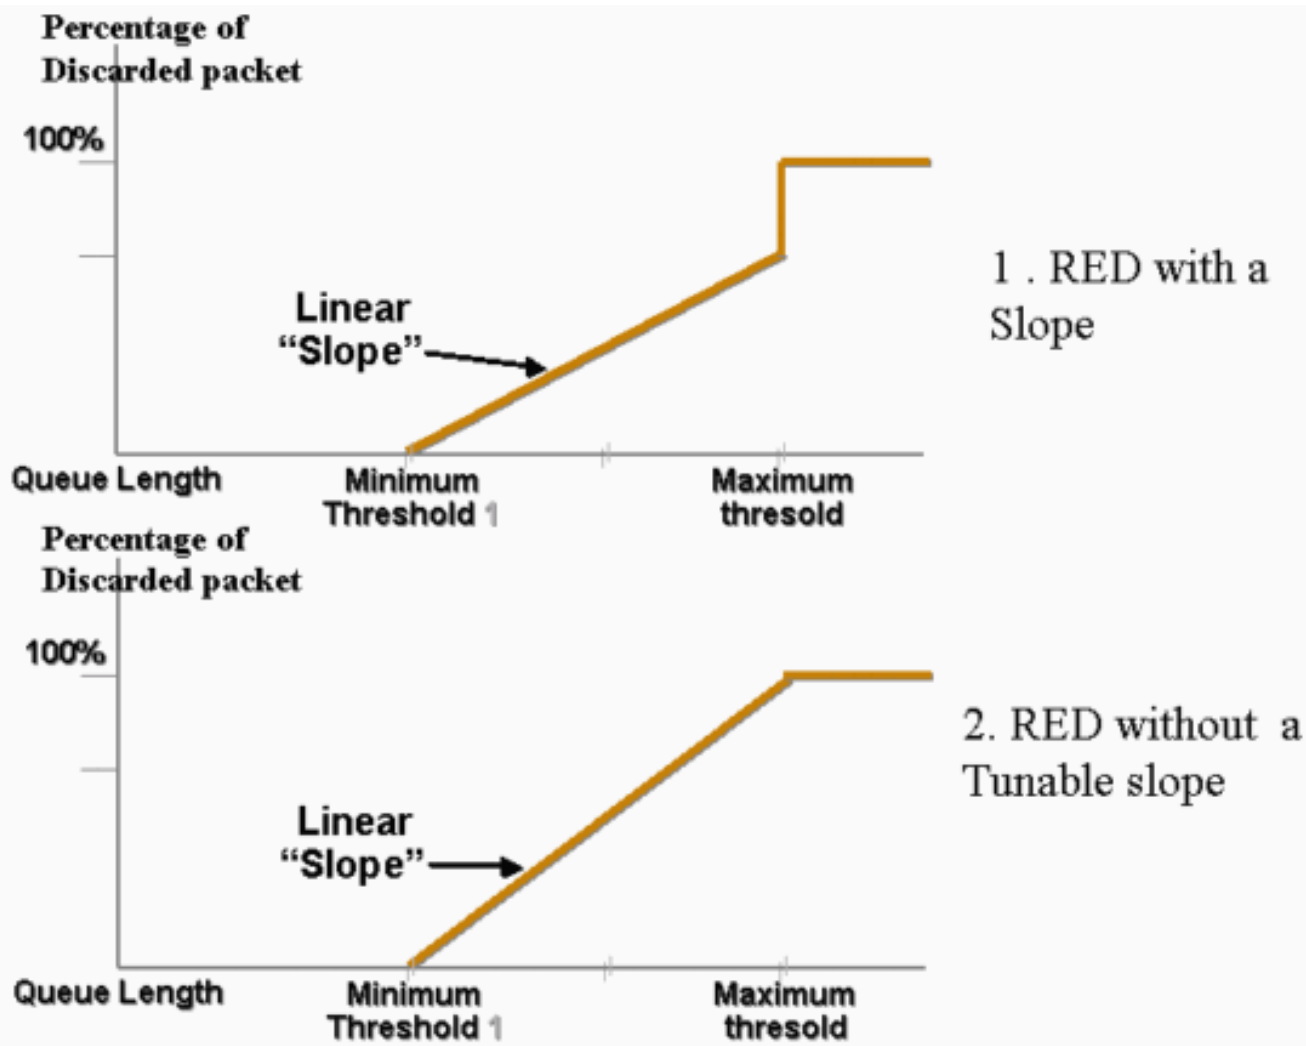 Percentage of
Discarded packet
100%
Linear
“Slope”
1 . RED with a
Slope
Queue Length
Minimum
Threshold 1
Maximum
thresold
Percentage of
Discarded packet
100%
Linear
“Slope”
2. RED without a
Tunable slope
Queue Length
Minimum
Threshold 1
Maximum
thresold